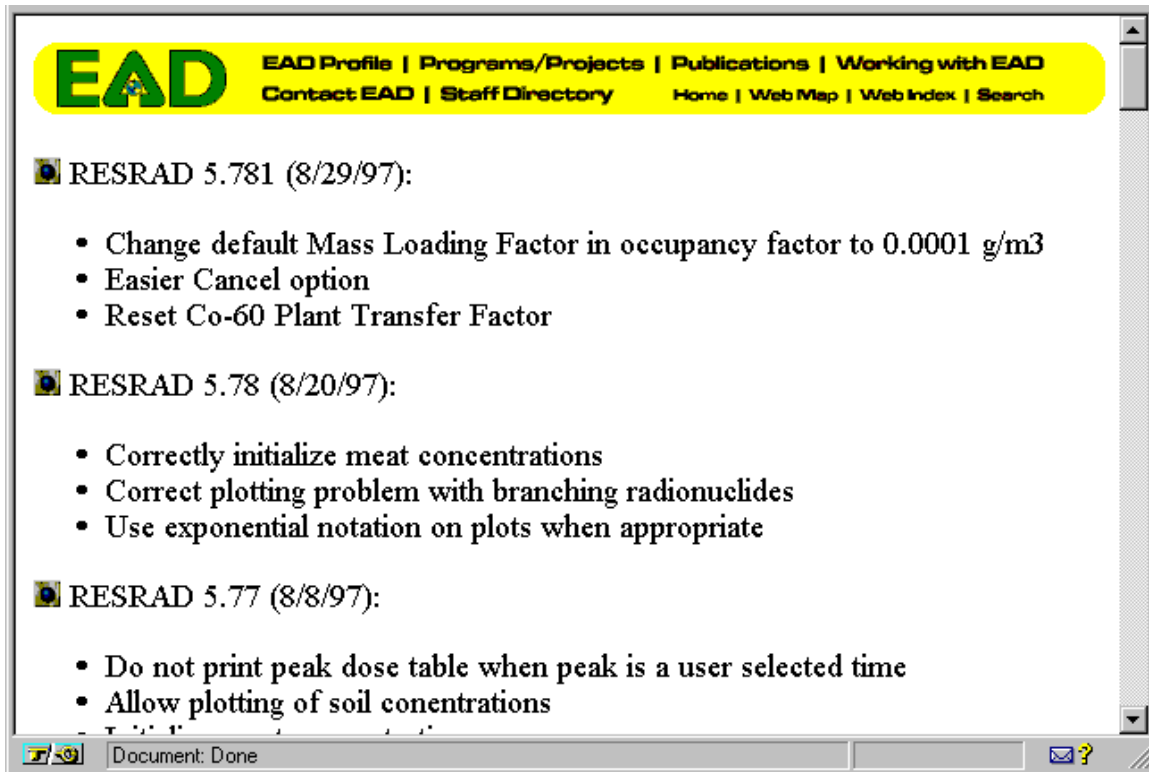 EAD
EAD Profile | Programs/Projects | Publications | Working with EAD
Contact EAD | Staff Directory Home | Web Map | Web Index | Search
RESRAD 5.781 (8/29/97):
• Change default Mass Loading Factor in occupancy factor to 0.0001 g/m3
• Easier Cancel option
• Reset Co-60 Plant Transfer Factor
RESRAD 5.78 (8/20/97):
• Correctly initialize meat concentrations
• Correct plotting problem with branching radionuclides
• Use exponential notation on plots when appropriate
RESRAD 5.77 (8/8/97):
• Do not print peak dose table when peak is a user selected time
• Allow plotting of soil conentrations
Document: Done